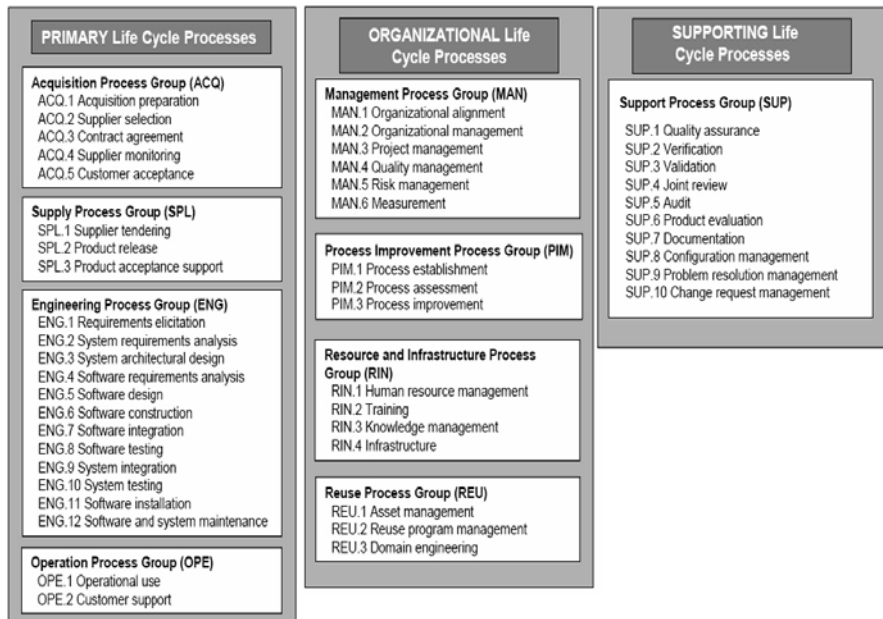 PRIMARY Life Cycle Processes
Acquisition Process Group (ACQ)
ACQ.1 Acquisition preparation
ACQ.2 Supplier selection
ACQ.3 Contract agreement
ACQ.4 Supplier monitoring
ACQ.5 Customer acceptance
Supply Process Group (SPL)
SPL.1 Supplier tendering
SPL.2 Product release
SPL.3 Product acceptance support
Engineering Process Group (ENG)
ENG.1 Requirements elicitation
ENG.2 System requirements analysis
ENG.3 System architectural design
ENG.4 Software requirements analysis
ENG.5 Software design
ENG.6 Software construction
ENG.7 Software integration
ENG.8 Software testing
ENG.9 System integration
ENG.10 System testing
ENG.11 Software installation
ENG.12 Software and system maintenance
Operation Process Group (OPE)
OPE.1 Operational use
OPE.2 Customer support
ORGANIZATIONAL Life
Cycle Processes
Management Process Group (MAN)
MAN.1 Organizational alignment
MAN.2 Organizational management
MAN.3 Project management
MAN.4 Quality management
MAN.5 Risk management
MAN.6 Measurement
Process Improvement Process Group (PIM)
PIM.1 Process establishment
PIM.2 Process assessment
PIM.3 Process improvement
Resource and Infrastructure Process
Group (RIN)
RIN.1 Human resource management
RIN.2 Training
RIN.3 Knowledge management
RIN.4 Infrastructure
Reuse Process Group (REU)
REU.1 Asset management
REU.2 Reuse program management
REU.3 Domain engineering
SUPPORTING Life
Cycle Processes
Support Process Group (SUP)
SUP.1 Quality assurance
SUP.2 Verification
SUP.3 Validation
SUP.4 Joint review
SUP.5 Audit
SUP.6 Product evaluation
SUP.7 Documentation
SUP.8 Configuration management
SUP.9 Problem resolution management
SUP.10 Change request management